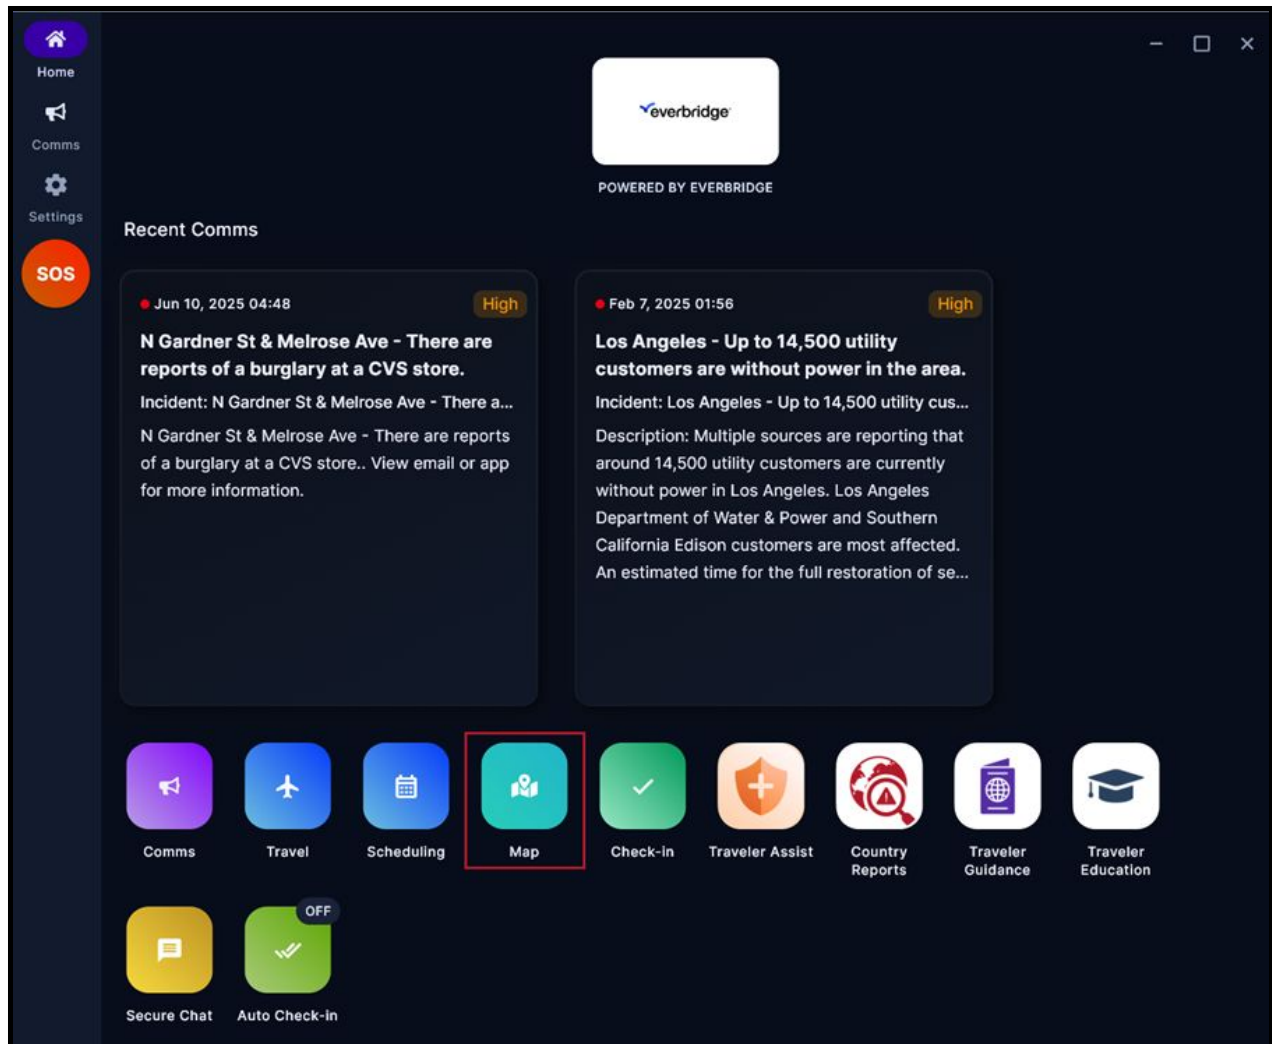 Home
Comms
Settings
SOS
everbridge
POWERED BY EVERBRIDGE
Recent Comms
Jun 10, 2025 04:48
High
N Gardner St & Melrose Ave - There are
reports of a burglary at a CVS store.
Incident: N Gardner St & Melrose Ave - There a...
N Gardner St & Melrose Ave - There are reports
of a burglary at a CVS store.. View email or app
for more information.
Feb 7, 2025 01:56
High
Los Angeles - Up to 14,500 utility
customers are without power in the area.
Incident: Los Angeles - Up to 14,500 utility cus...
Description: Multiple sources are reporting that
around 14,500 utility customers are currently
without power in Los Angeles. Los Angeles
Department of Water & Power and Southern
California Edison customers are most affected.
An estimated time for the full restoration of se...
Comms
Travel
Scheduling
Map
Check-in
Traveler Assist
Country
Reports
Traveler
Guidance
Traveler
Education
OFF
Secure Chat
Auto Check-in